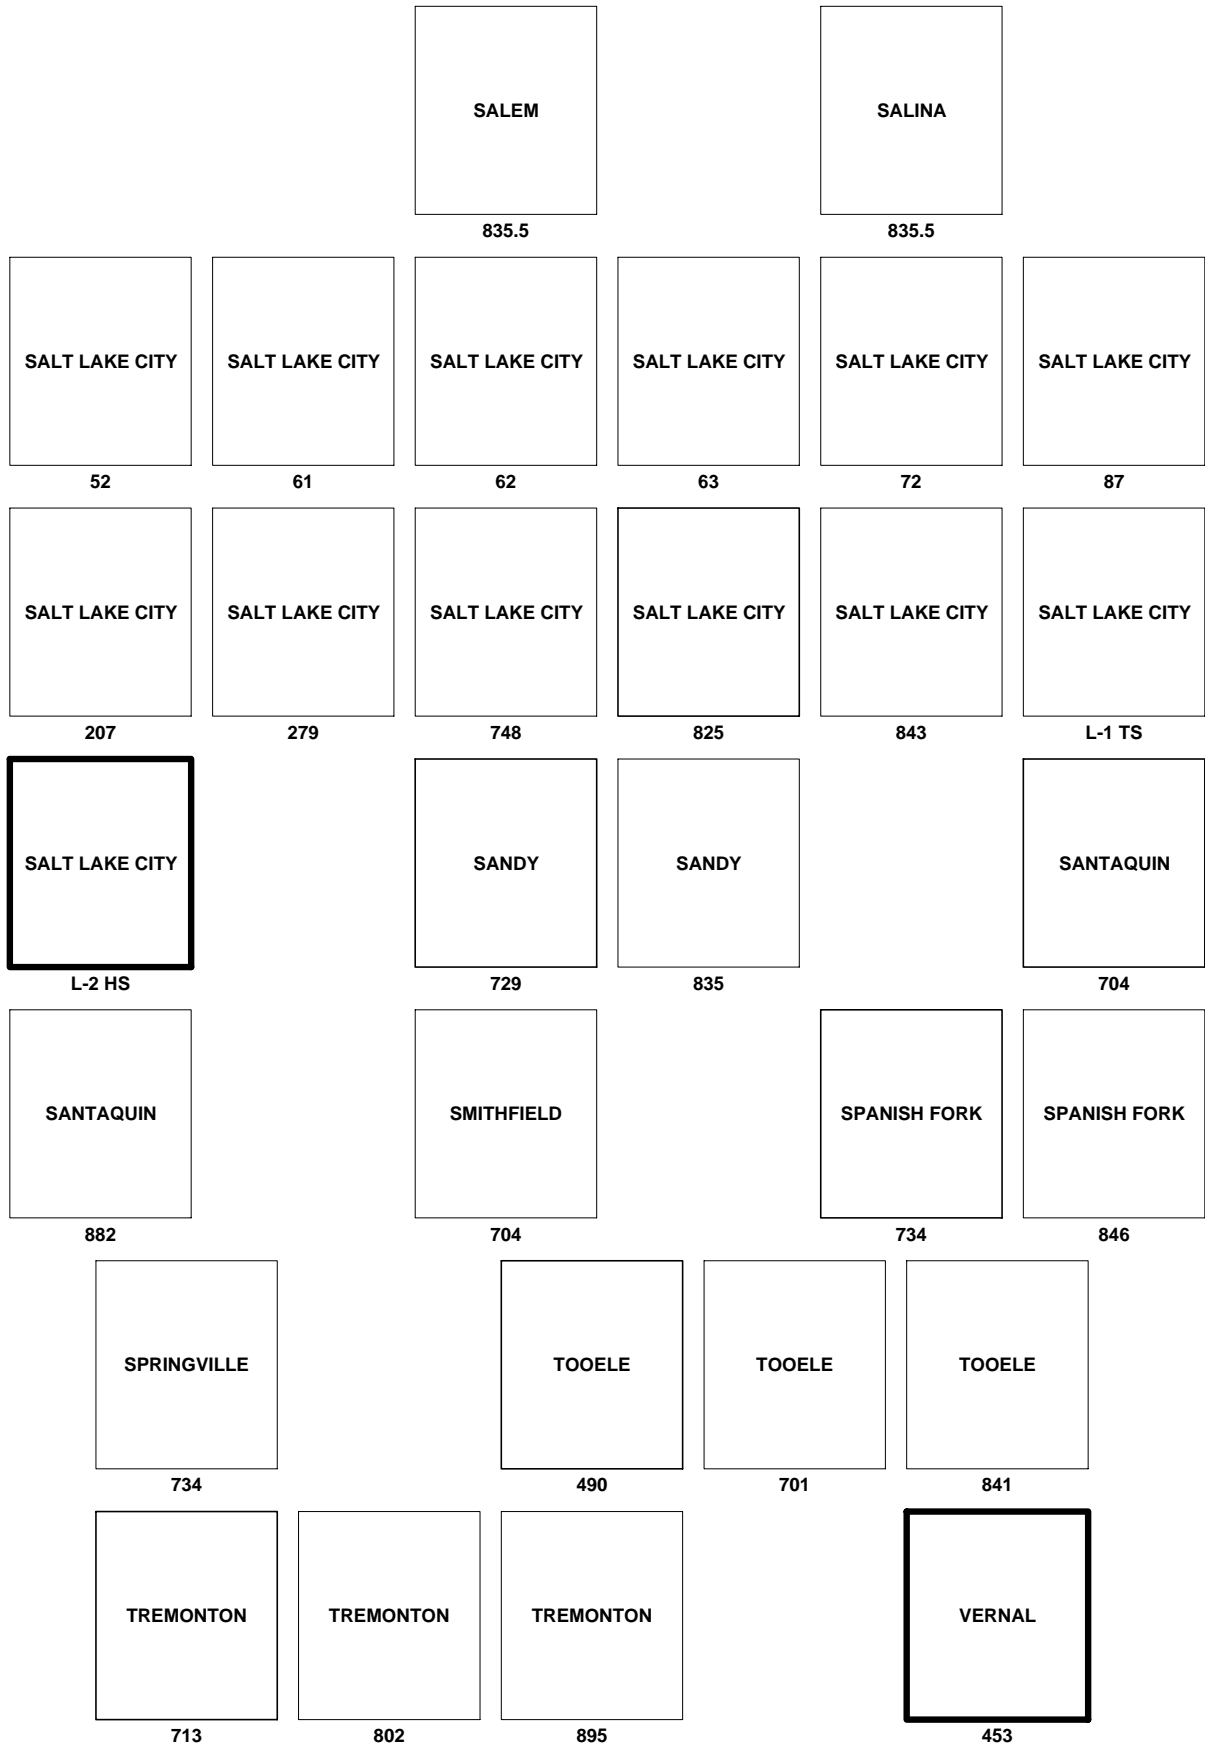 SALEM
SALINA
835.5
835.5
SALT LAKE CITY
SALT LAKE CITY
SALT LAKE CITY
SALT LAKE CITY
SALT LAKE CITY
SALT LAKE CITY
52
61
62
63
72
87
SALT LAKE CITY
SALT LAKE CITY
SALT LAKE CITY
SALT LAKE CITY
SALT LAKE CITY
SALT LAKE CITY
207
279
748
825
843
L-1 TS
SALT LAKE CITY
SANDY
SANDY
SANTAQUIN
L-2 HS
729
835
704
SANTAQUIN
SMITHFIELD
SPANISH FORK
SPANISH FORK
882
704
734
846
SPRINGVILLE
TOOELE
TOOELE
TOOELE
734
490
701
841
TREMONTON
TREMONTON
TREMONTON
VERNAL
713
802
895
453